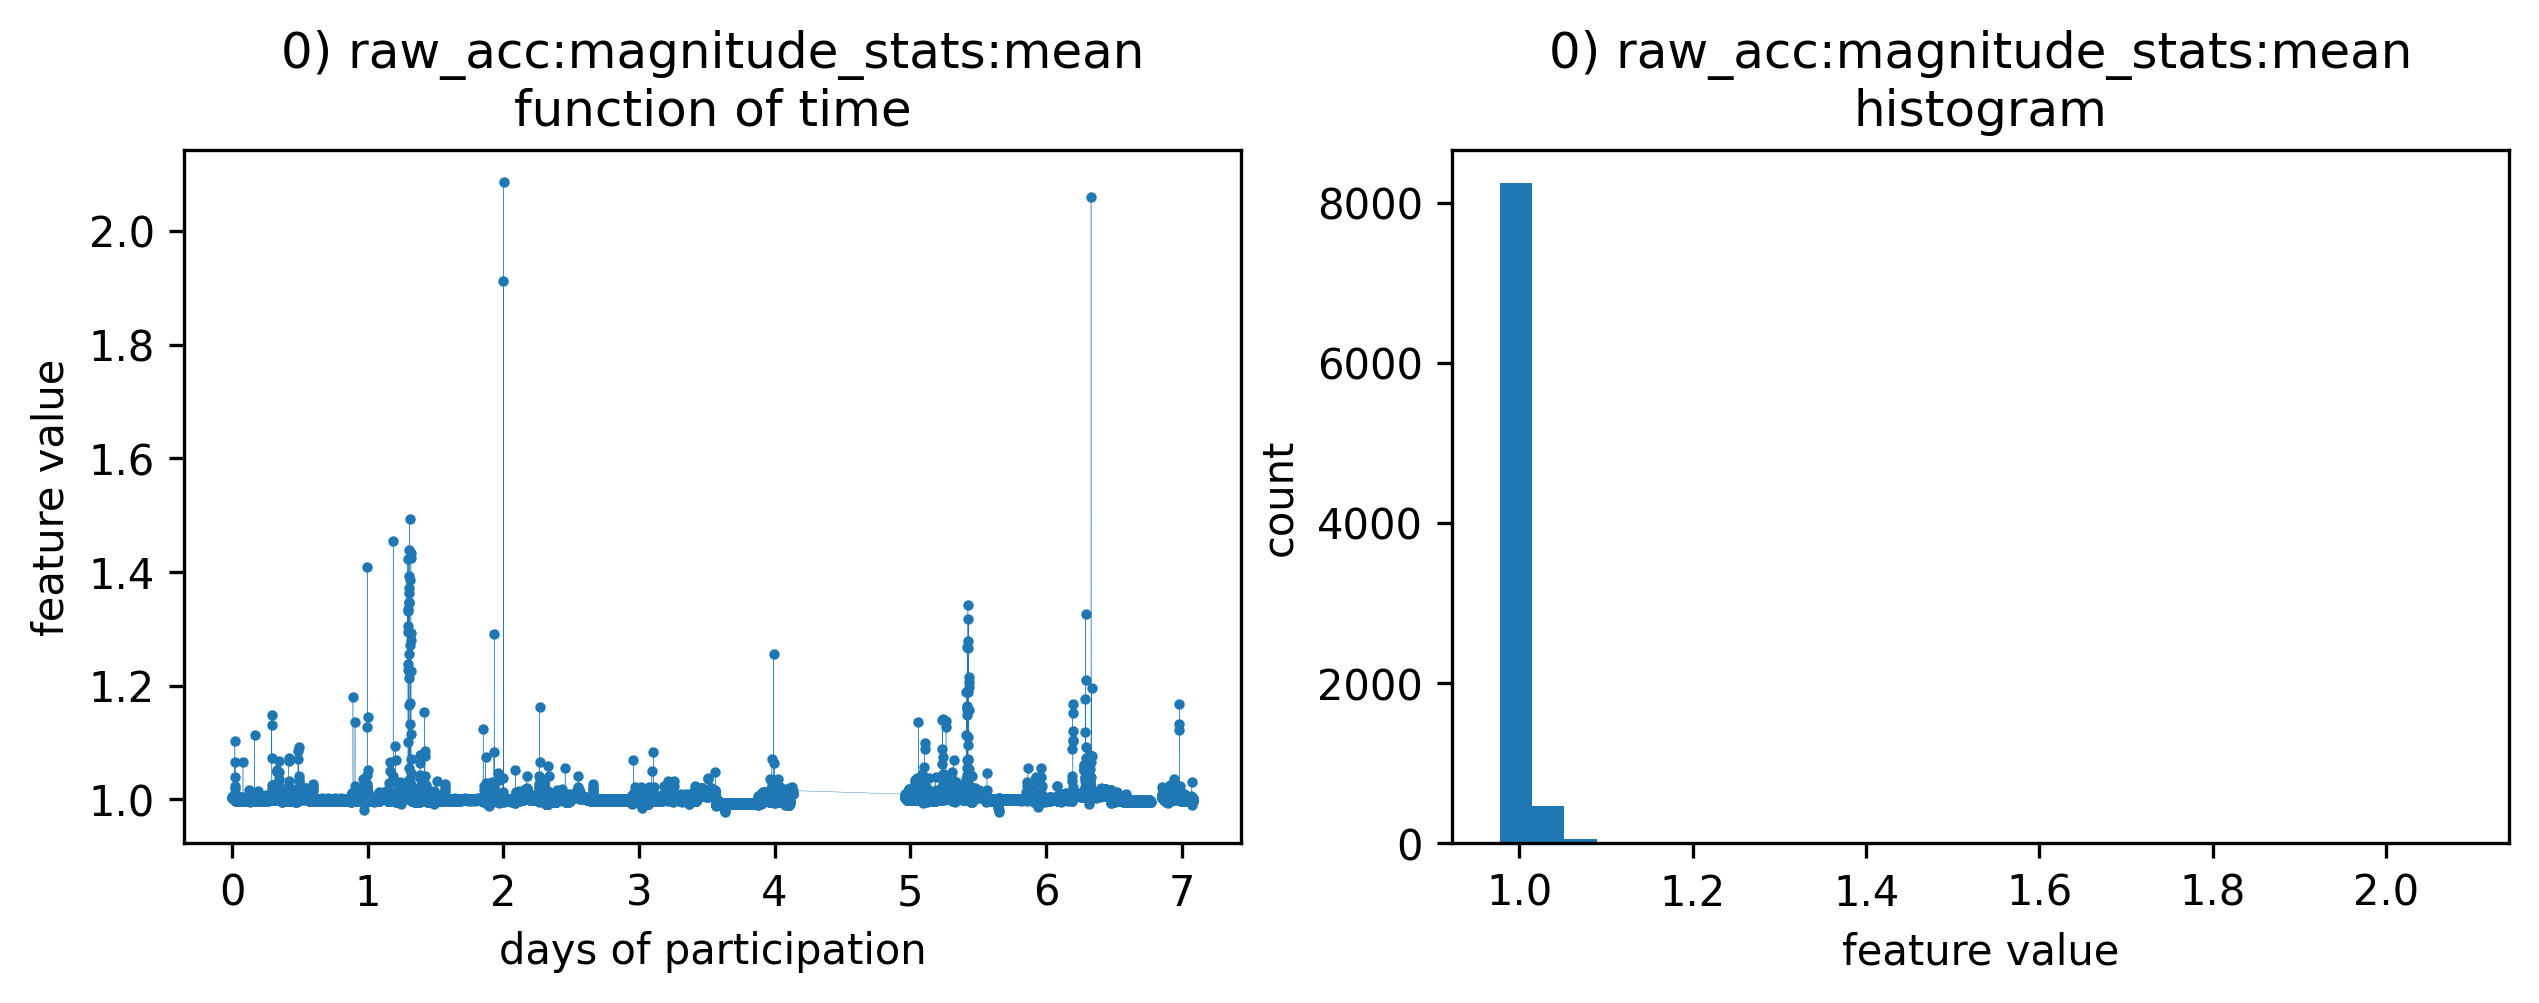 0) raw_acc:magnitude_stats:mean
function of time
feature value
2.0
1.8
1.6
1.4
1.2
1.0
0 1 2 3 4 5 6 7
days of participation
0) raw_acc:magnitude_stats:mean
histogram
count
8000
6000
4000
2000
0
1.0 1.2 1.4 1.6 1.8 2.0
feature value